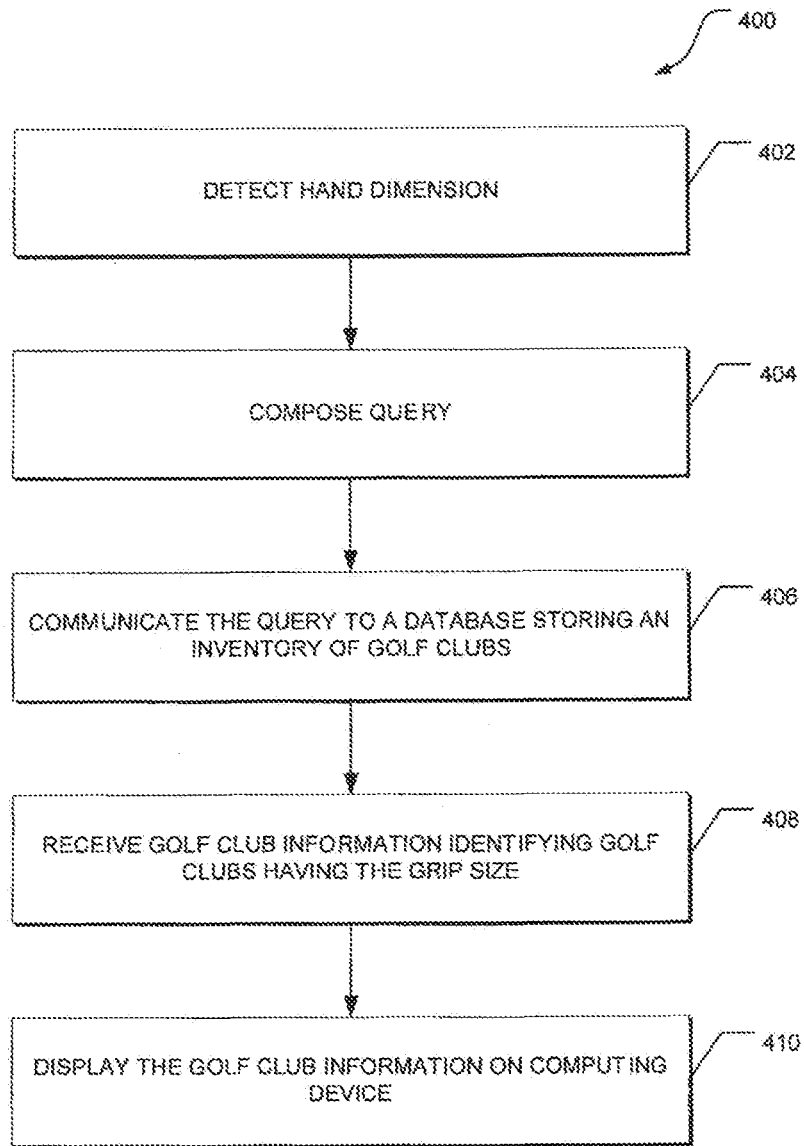 400
DETECT HAND DIMENSION
402
COMPOSE QUERY
404
COMMUNICATE THE QUERY TO A DATABASE STORING AN
INVENTORY OF GOLF CLUBS
406
RECEIVE GOLF CLUB INFORMATION IDENTIFYING GOLF
CLUBS HAVING THE GRIP SIZE
408
DISPLAY THE GOLF CLUB INFORMATION ON COMPUTING
DEVICE
410